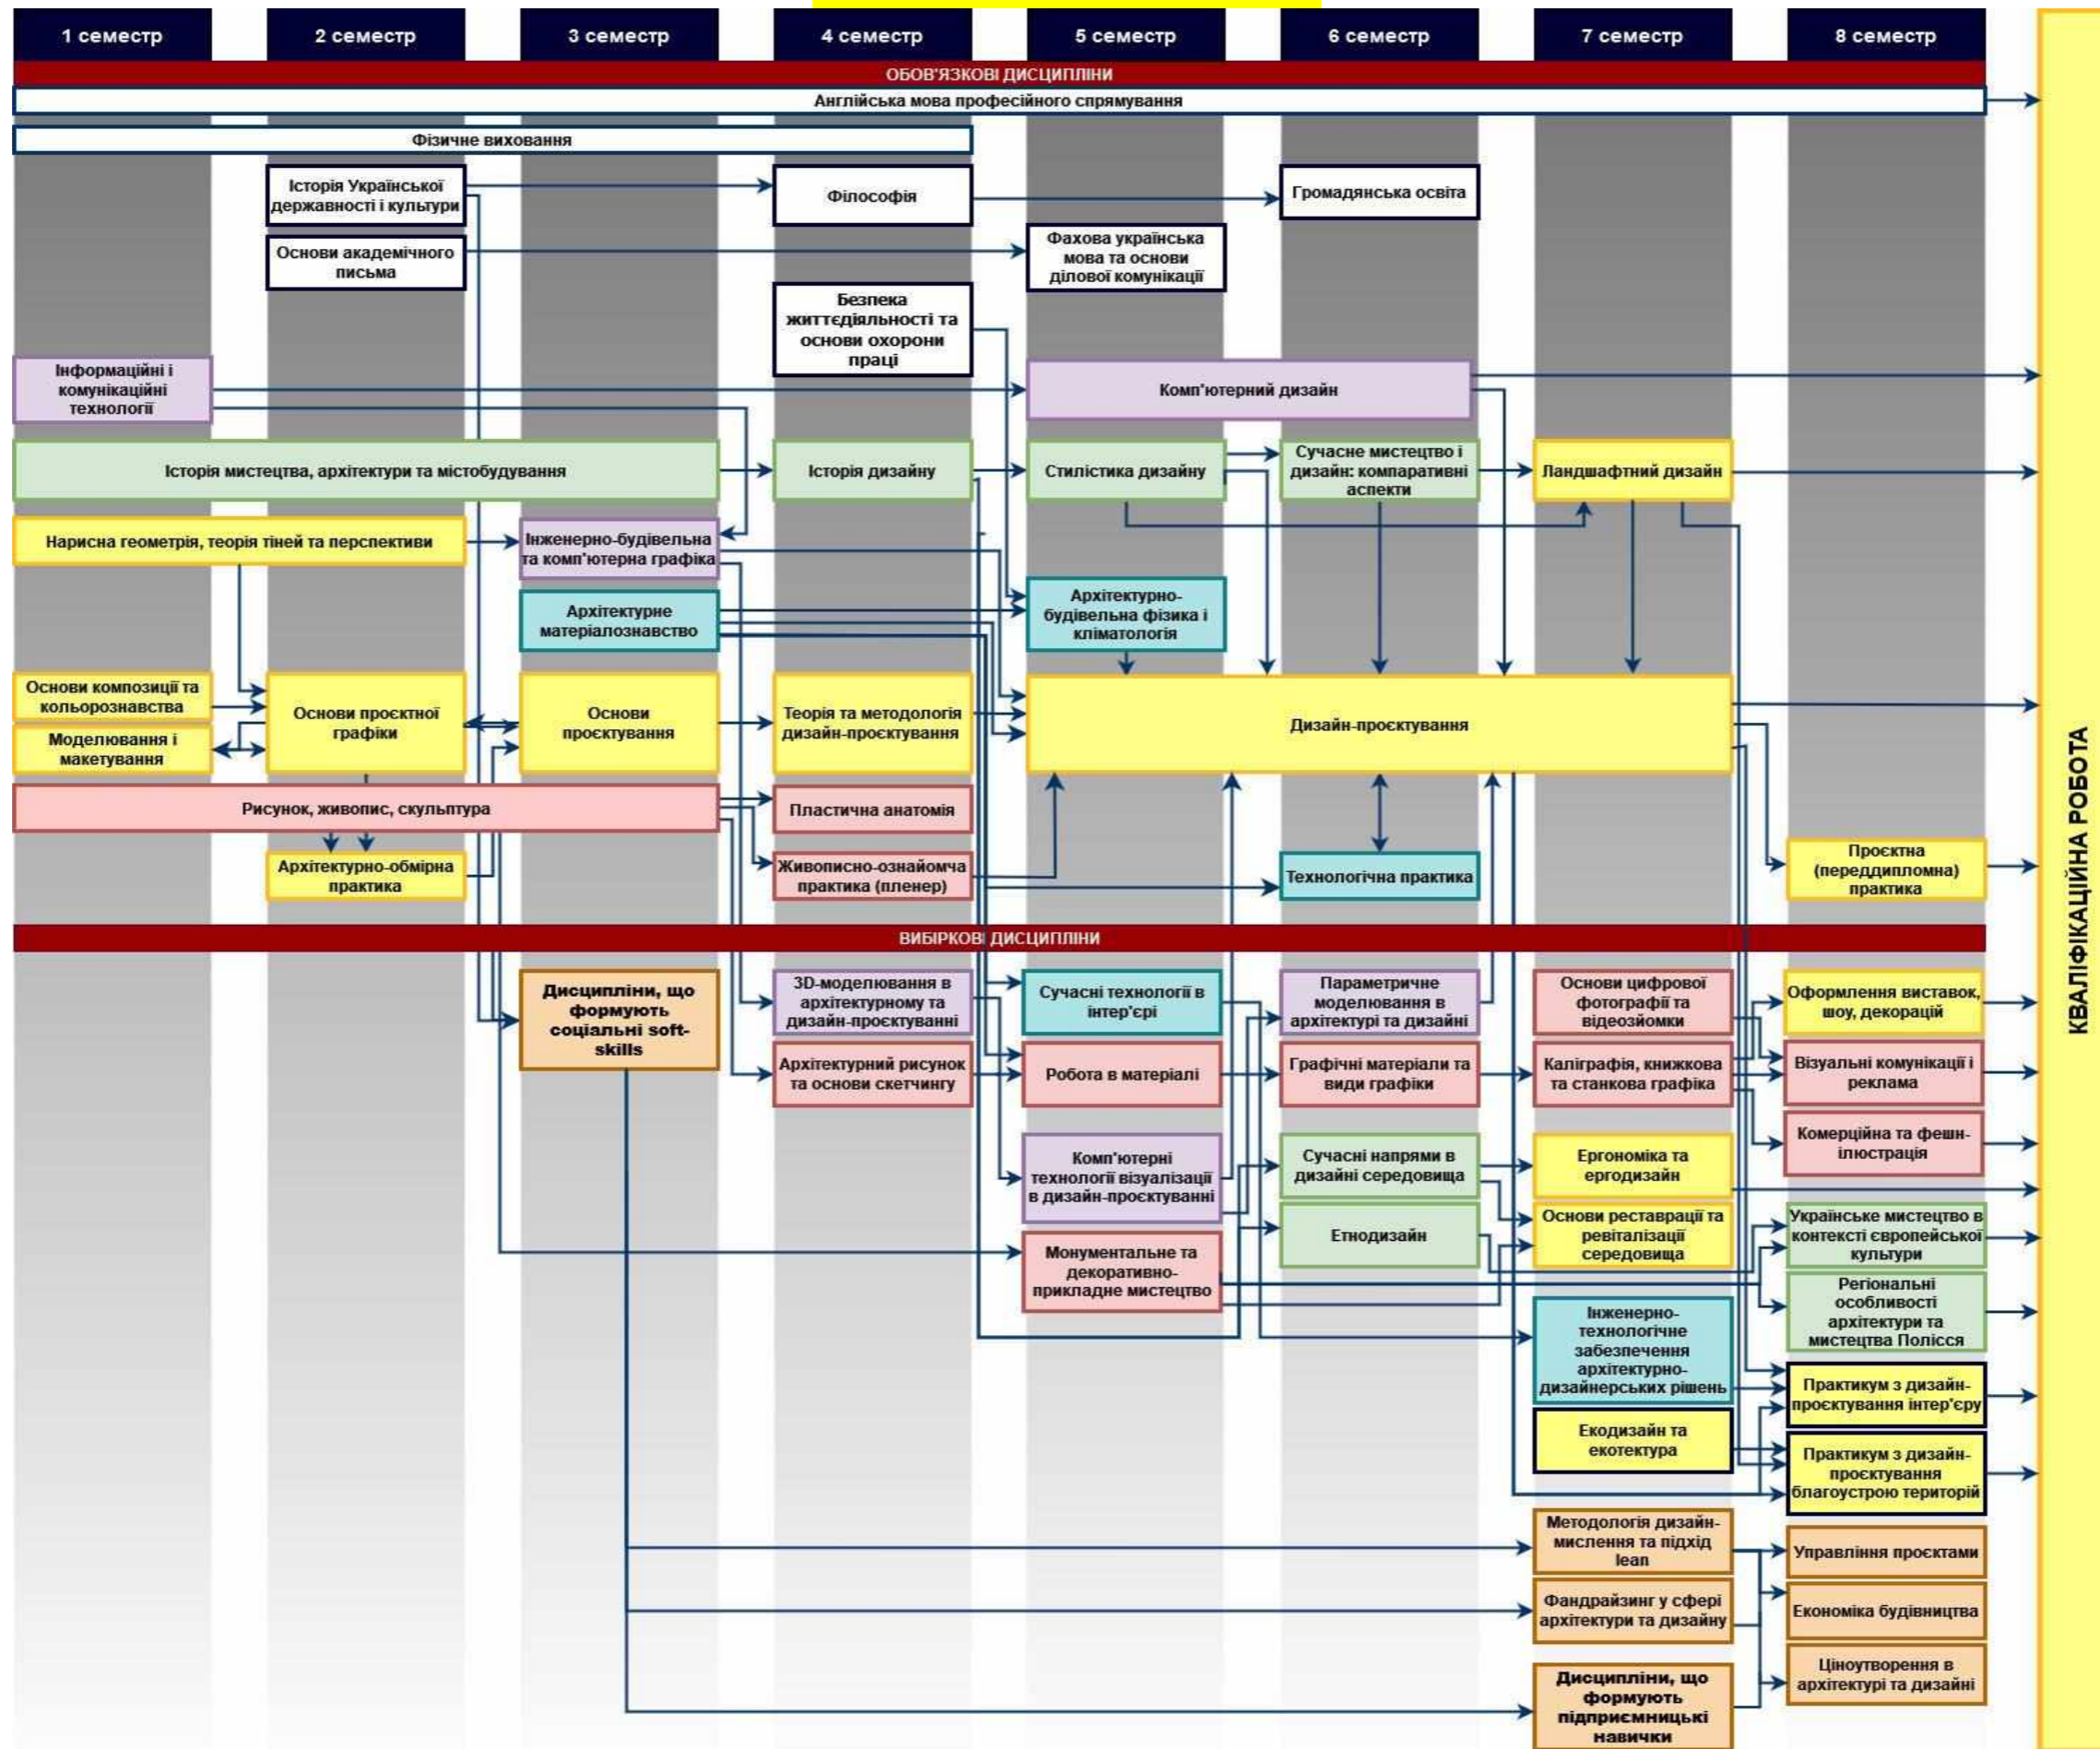 1 семестр
2 семестр
3 семестр
4 семестр
5 семестр
6 семестр
7 семестр
8 семестр
ОБОВ'ЯЗКОВІ ДИСЦИПЛІНИ
Англійська мова професійного спрямування
Фізичне виховання
Історія Української
державності і культури
Філософія
Громадянська освіта
Основи академічного
письма
Фахова українська
мова та основи
ділової комунікації
Безпека
життєдіяльності та
основи охорони
праці
Інформаційні і
комунікаційні
технології
Комп'ютерний дизайн
Історія мистецтва, архітектури та містобудування
Історія дизайну
Стилістика дизайну
Сучасне мистецтво і
дизайн: компаративні
аспекти
Ландшафтний дизайн
Нарисна геометрія, теорія тіней та перспективи
Інженерно-будівельна
та комп'ютерна графіка
Архітектурне
матеріалознавство
Архітектурно-
будівельна фізика і
кліматологія
Основи композиції та
кольорознавства
Моделювання і
макетування
Основи проєктної
графіки
Основи
проєктування
Теорія та методологія
дизайн-проєктування
Дизайн-проєктування
Рисунок, живопис, скульптура
Пластична анатомія
Архітектурно-обмірна
практика
Живописно-ознайомча
практика (пленер)
Технологічна практика
Проєктна
(переддипломна)
практика
ВИБІРКОВІ ДИСЦИПЛІНИ
Дисципліни, що
формують
соціальні soft-
skills
3D-моделювання в
архітектурному та
дизайн-проєктуванні
Сучасні технології в
інтер'єрі
Параметричне
моделювання в
архітектурі та дизайні
Основи цифрової
фотографії та
відеозйомки
Оформлення виставок,
шоу, декорацій
Архітектурний рисунок
та основи скетчингу
Робота в матеріалі
Графічні матеріали та
види графіки
Каліграфія, книжкова
та станкова графіка
Візуальні комунікації і
реклама
Комерційна та фешн-
ілюстрація
Комп'ютерні
технології візуалізації
в дизайн-проєктуванні
Сучасні напрями в
дизайні середовища
Ергономіка та
ергодизайн
Монументальне та
декоративно-
прикладне мистецтво
Етнодизайн
Основи реставрації та
ревіталізації
середовища
Українське мистецтво в
контексті європейської
культури
Регіональні
особливості
архітектури та
мистецтва Полісся
Інженерно-
технологічне
забезпечення
архітектурно-
дизайнерських рішень
Практикум з дизайн-
проєктування інтер'єру
Екодизайн та
екотектура
Практикум з дизайн-
проєктування
благоустрою територій
Методологія дизайн-
мислення та підхід
lean
Управління проєктами
Фандрайзинг у сфері
архітектури та дизайну
Економіка будівництва
Дисципліни, що
формують
підприємницькі
навички
Ціноутворення в
архітектурі та дизайні
КВАЛІФІКАЦІЙНА РОБОТА